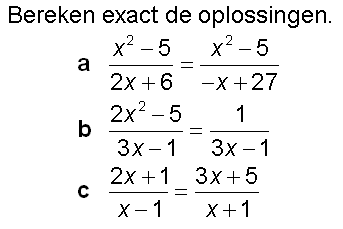 Bereken exact de oplossingen.
a (x² – 5)/(2x + 6) = (x² – 5)/(–x + 27)
b (2x² – 5)/(3x – 1) = 1/(3x – 1)
c (2x + 1)/(x – 1) = (3x + 5)/(x + 1)